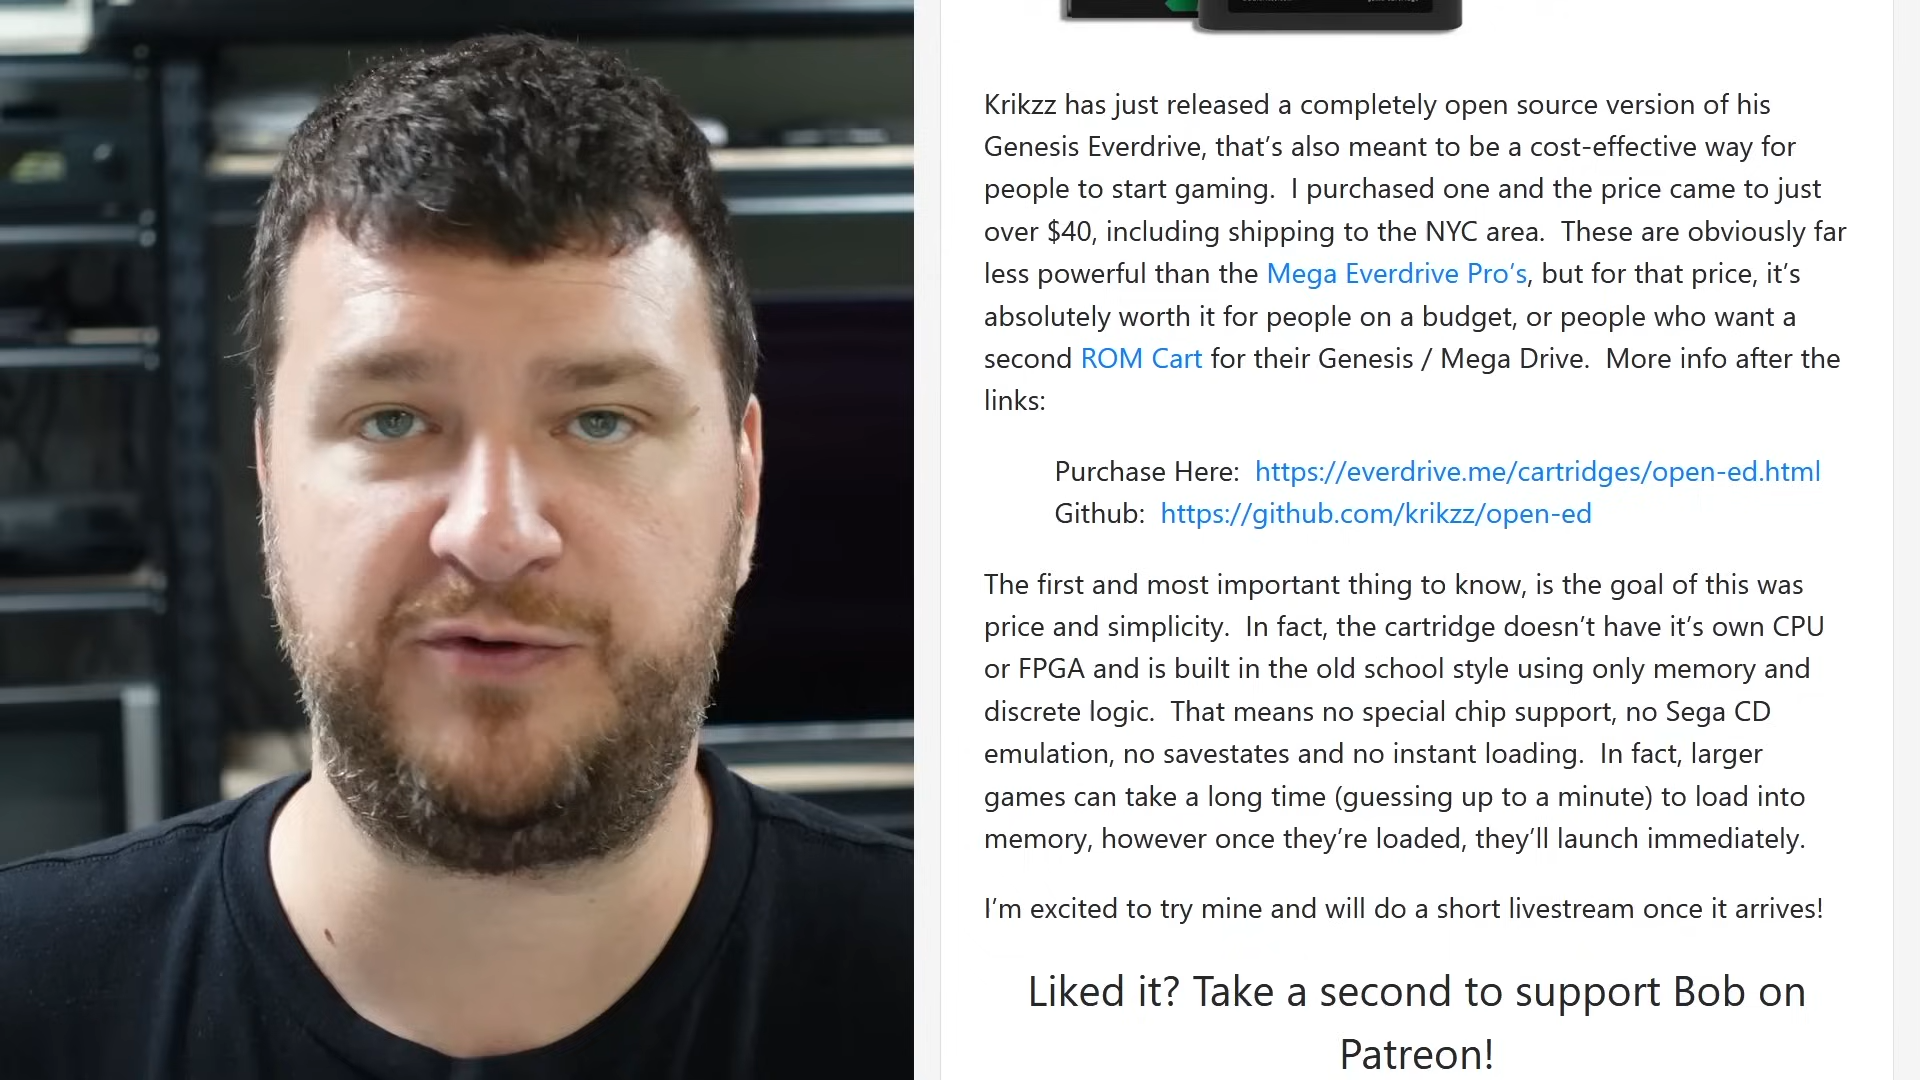 Krikzz has just released a completely open source version of his
Genesis Everdrive, that’s also meant to be a cost-effective way for
people to start gaming.  I purchased one and the price came to just
over $40, including shipping to the NYC area.  These are obviously far
less powerful than the Mega Everdrive Pro’s, but for that price, it’s
absolutely worth it for people on a budget, or people who want a
second ROM Cart for their Genesis / Mega Drive.  More info after the
links:
Purchase Here:  https://everdrive.me/cartridges/open-ed.html
Github:  https://github.com/krikzz/open-ed
The first and most important thing to know, is the goal of this was
price and simplicity.  In fact, the cartridge doesn’t have it’s own CPU
or FPGA and is built in the old school style using only memory and
discrete logic.  That means no special chip support, no Sega CD
emulation, no savestates and no instant loading.  In fact, larger
games can take a long time (guessing up to a minute) to load into
memory, however once they’re loaded, they’ll launch immediately.
I’m excited to try mine and will do a short livestream once it arrives!
Liked it? Take a second to support Bob on
Patreon!